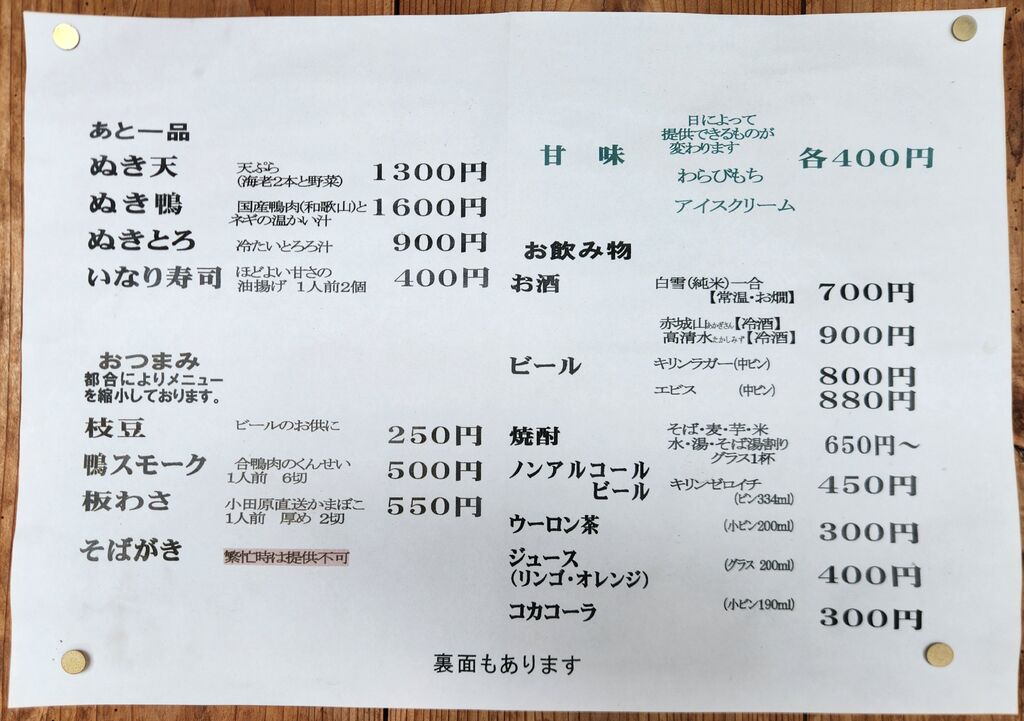 あと一品
ぬき天 天ぷら (海老2本と野菜) 1300円
ぬき鴨 国産鴨肉(和歌山)と ネギの温かい汁 1600円
ぬきとろ 冷たいとろろ汁 900円
いなり寿司 ほどよい甘さの 油揚げ 1人前2個 400円
おつまみ
都合によりメニュー
を縮小しております。
枝豆 ビールのお供に 250円
鴨スモーク 合鴨肉のくんせい 1人前 6切 500円
板わさ 小田原直送かまぼこ 1人前 厚め 2切 550円
そばがき 繁忙時は提供不可
甘味 各400円
日によって
提供できるものが
変わります
わらびもち
アイスクリーム
お飲み物
お酒 白雪(純米)一合 【常温・お燗】 700円
赤城山あかぎさん【冷酒】
高清水たかしみず【冷酒】 900円
ビール キリンラガー(中ビン) 800円
エビス (中ビン) 880円
焼酎 そば・麦・芋・米 水・湯・そば湯割り グラス1杯 650円～
ノンアルコール
ビール キリンゼロイチ (ビン334ml) 450円
ウーロン茶 (小ビン200ml) 300円
ジュース
(リンゴ・オレンジ) (グラス 200ml) 400円
コカコーラ (小ビン190ml) 300円
裏面もあります